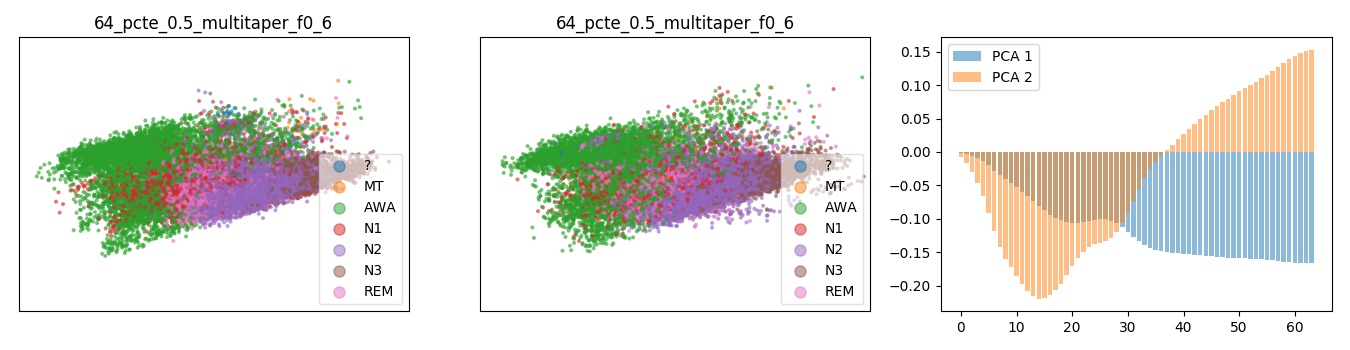 64_pcte_0.5_multitaper_f0_6
?
MT
AWA
N1
N2
N3
REM
64_pcte_0.5_multitaper_f0_6
?
MT
AWA
N1
N2
N3
REM
PCA 1
PCA 2
0.15
0.10
0.05
0.00
−0.05
−0.10
−0.15
−0.20
0 10 20 30 40 50 60